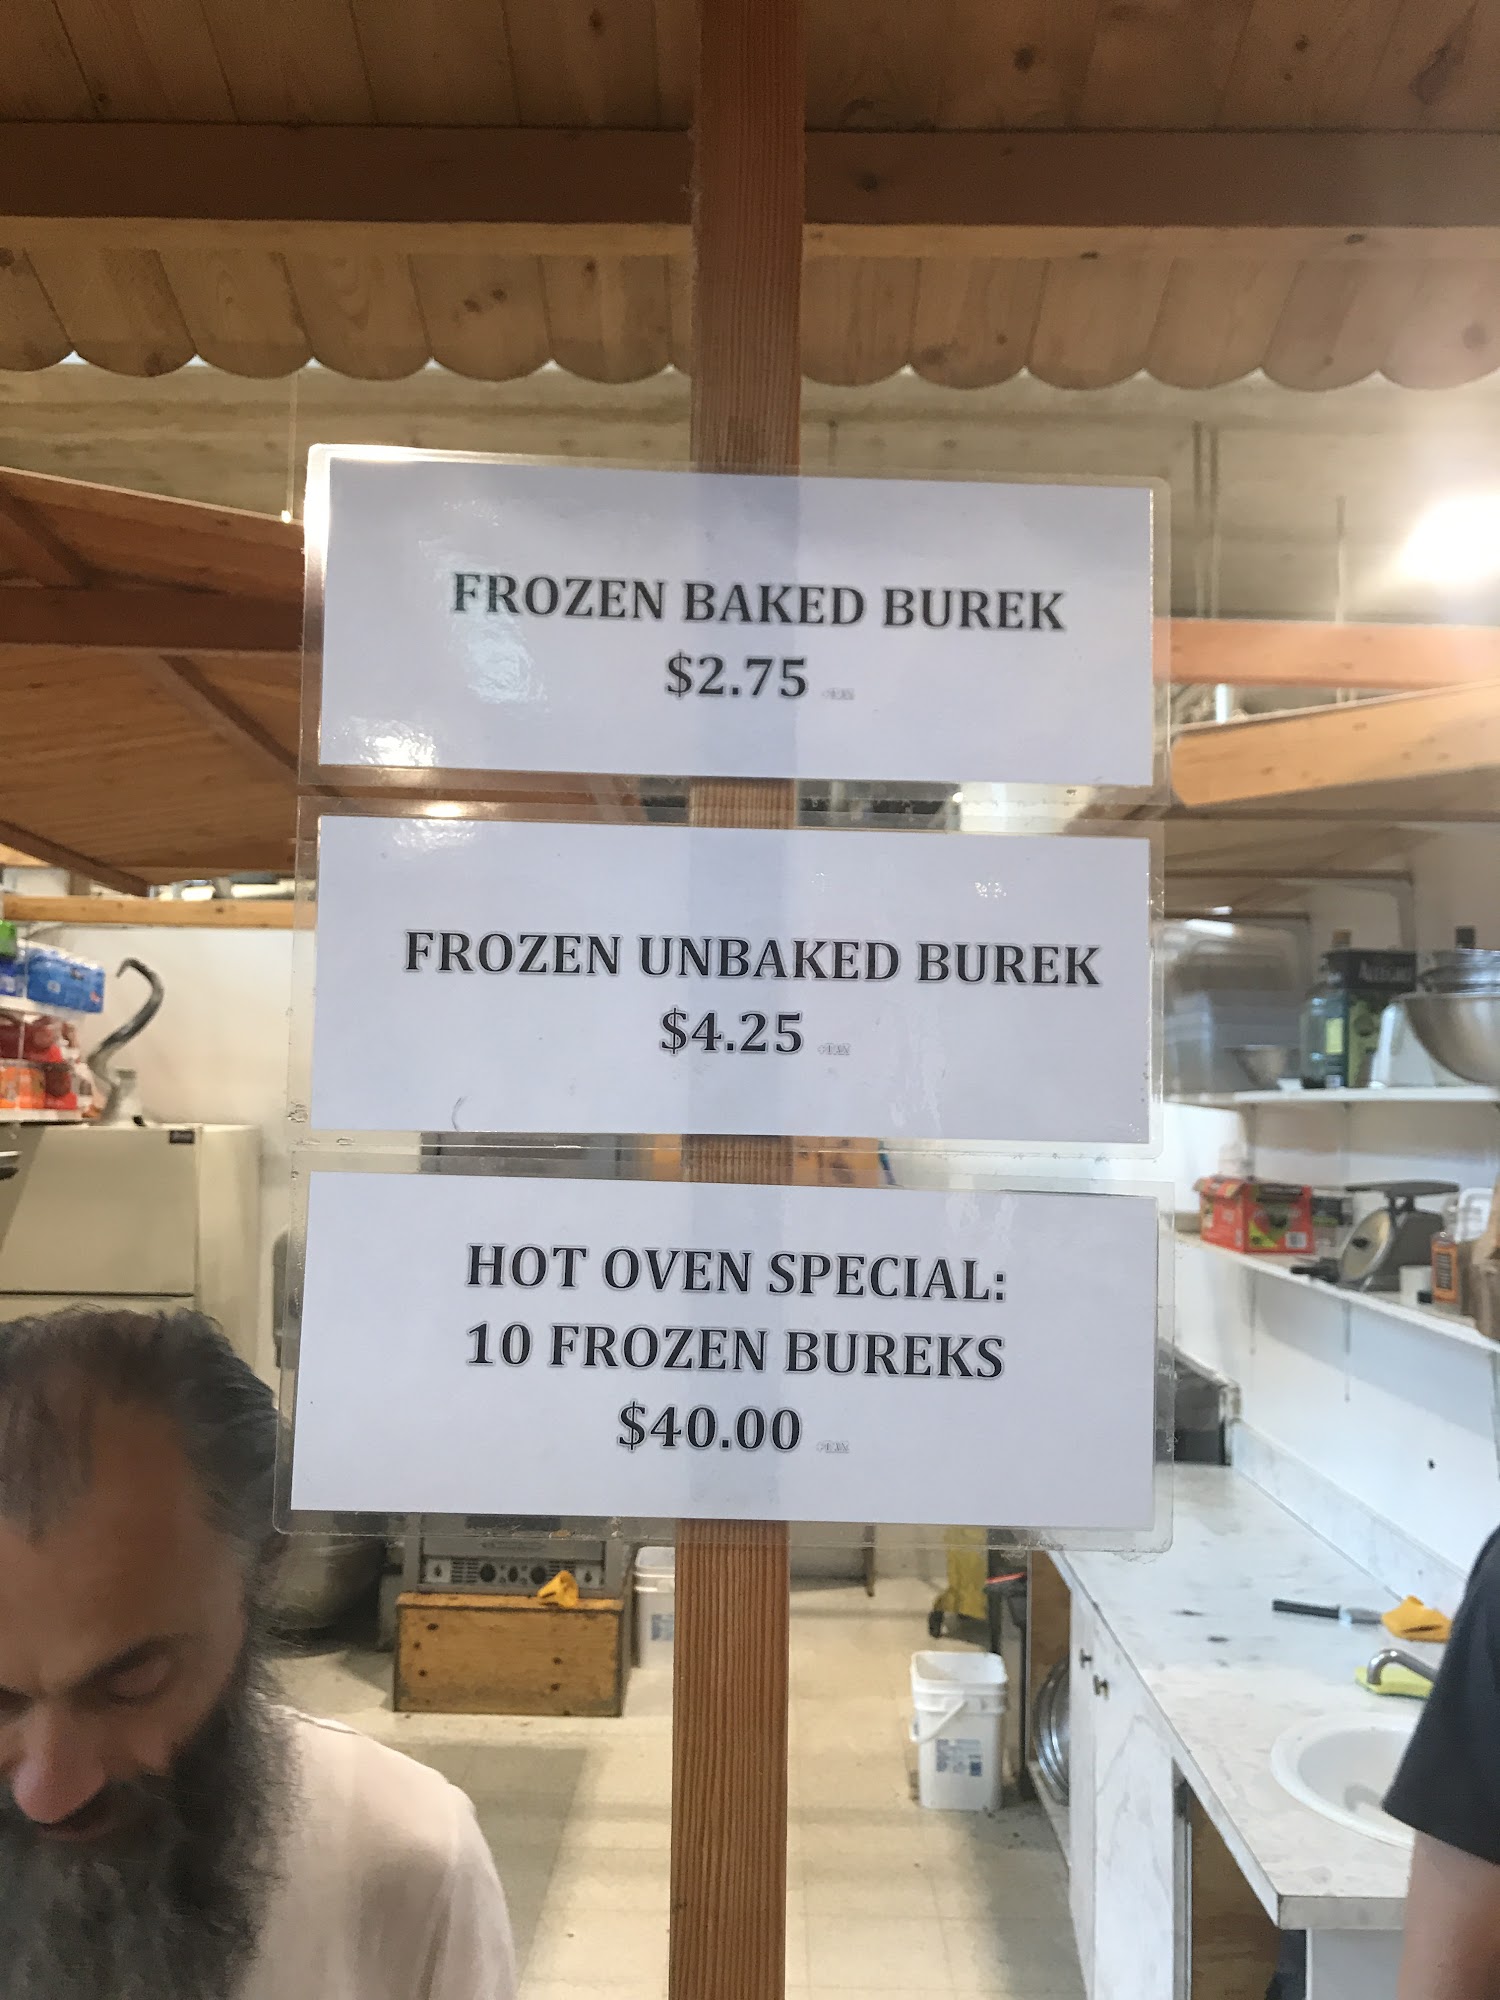 FROZEN BAKED BUREK
$2.75
FROZEN UNBAKED BUREK
$4.25
HOT OVEN SPECIAL:
10 FROZEN BUREKS
$40.00